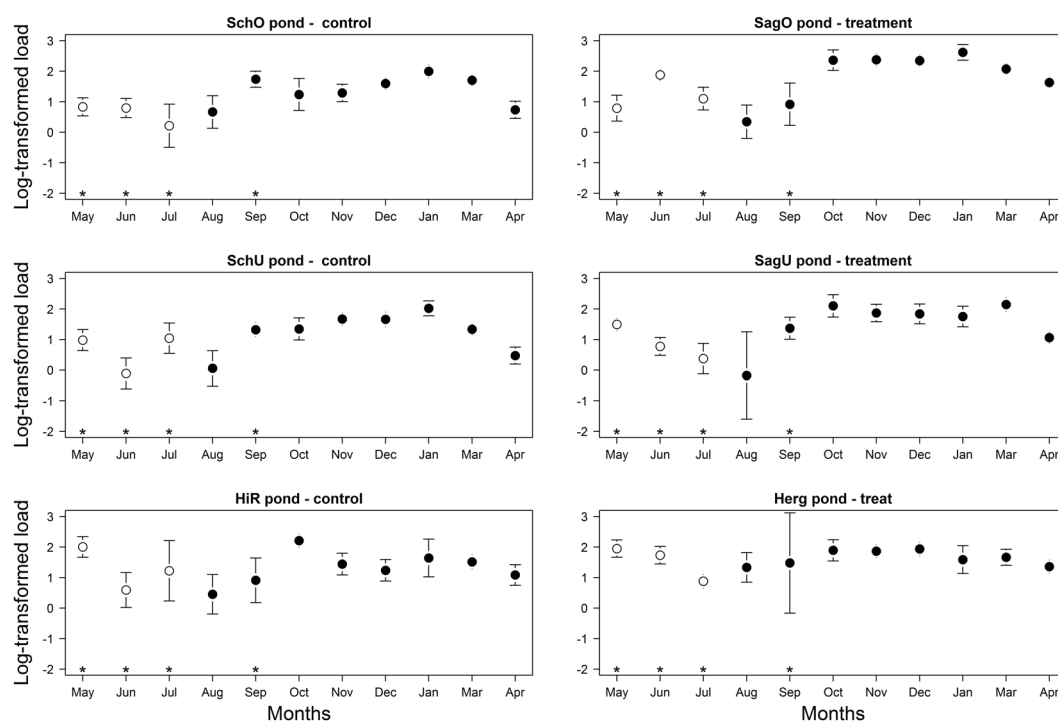 SchO pond -  control
Log-transformed load
3
2
1
0
1
-2
* * * *
May Jun Jul Aug Sep Oct Nov Dec Jan Mar Apr
SagO pond - treatment
3
2
1
0
1
-2
* * * *
May Jun Jul Aug Sep Oct Nov Dec Jan Mar Apr
SchU pond -  control
Log-transformed load
3
2
1
0
1
-2
* * * *
May Jun Jul Aug Sep Oct Nov Dec Jan Mar Apr
SagU pond - treatment
3
2
1
0
1
-2
* * * *
May Jun Jul Aug Sep Oct Nov Dec Jan Mar Apr
HiR pond - control
Log-transformed load
3
2
1
0
1
-2
* * * *
May Jun Jul Aug Sep Oct Nov Dec Jan Mar Apr
Months
Herg pond - treat
3
2
1
0
1
-2
* * * *
May Jun Jul Aug Sep Oct Nov Dec Jan Mar Apr
Months